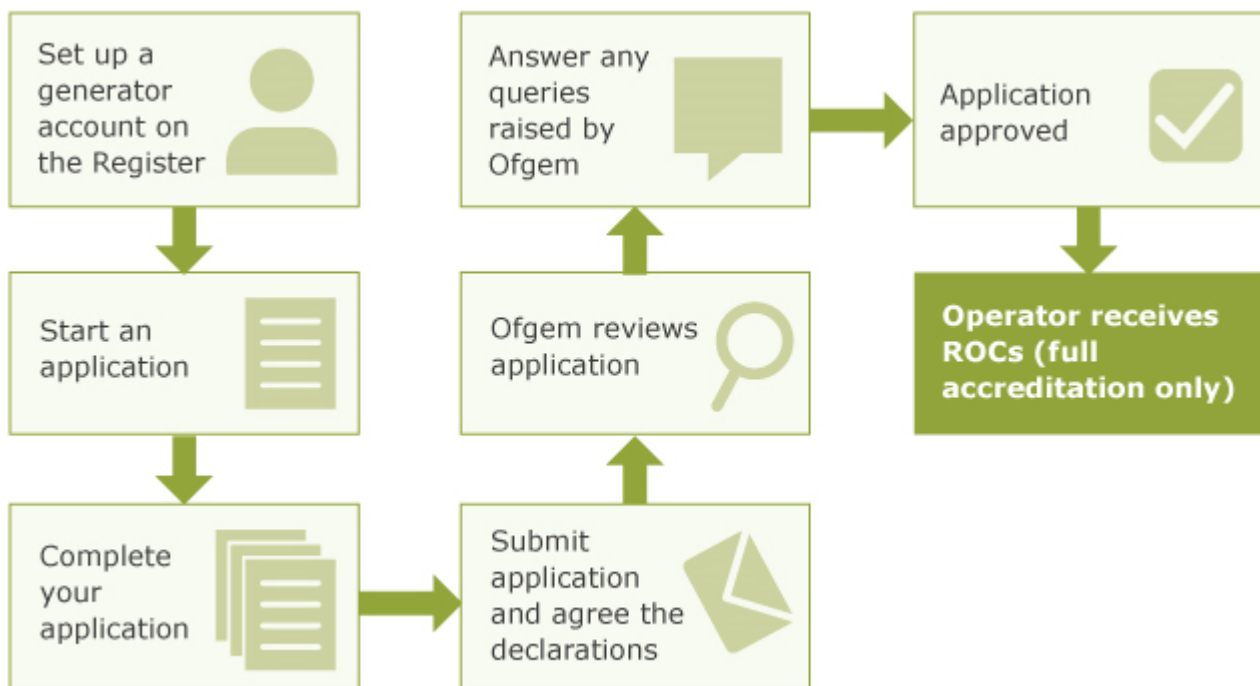 Set up a
generator
account on
the Register
Start an
application
Complete
your
application
Submit
application
and agree the
declarations
Ofgem reviews
application
Answer any
queries
raised by
Ofgem
Application
approved
Operator receives
ROCs (full
accreditation only)